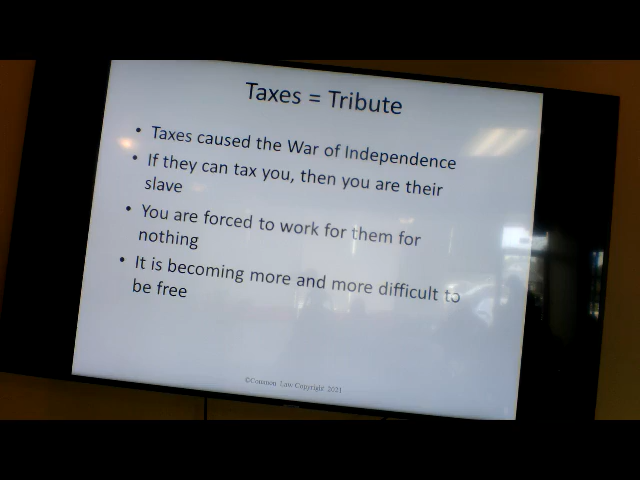 Taxes = Tribute
• Taxes caused the War of Independence
• If they can tax you, then you are their
slave
• You are forced to work for them for
nothing
• It is becoming more and more difficult to
be free
©Common Law Copyright 2021